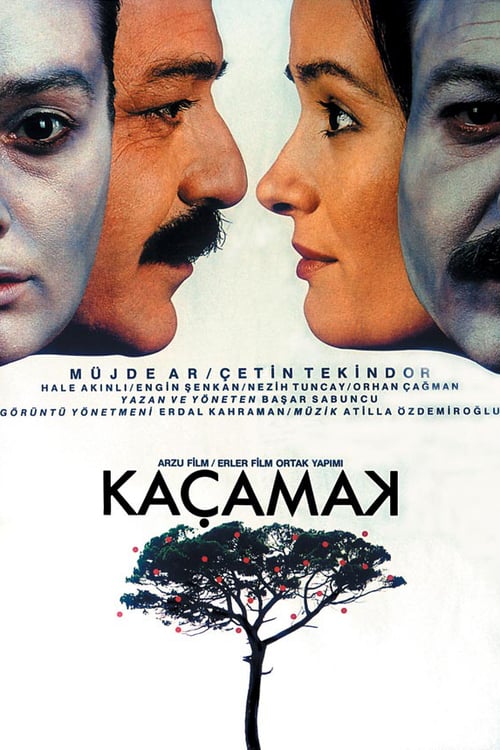 MÜJDE AR/ÇETİN TEKİNDOR
HALE AKINLI/ENGİN ŞENKAN/NEZİH TUNCAY/ORHAN ÇAĞMAN
YAZAN VE YÖNETEN BAŞAR SABUNCU
GÖRÜNTÜ YÖNETMENİ ERDAL KAHRAMAN/MÜZİK ATİLLA ÖZDEMİROĞLU
ARZU FİLM/ERLER FİLM ORTAK YAPIMI
KAÇAMAK